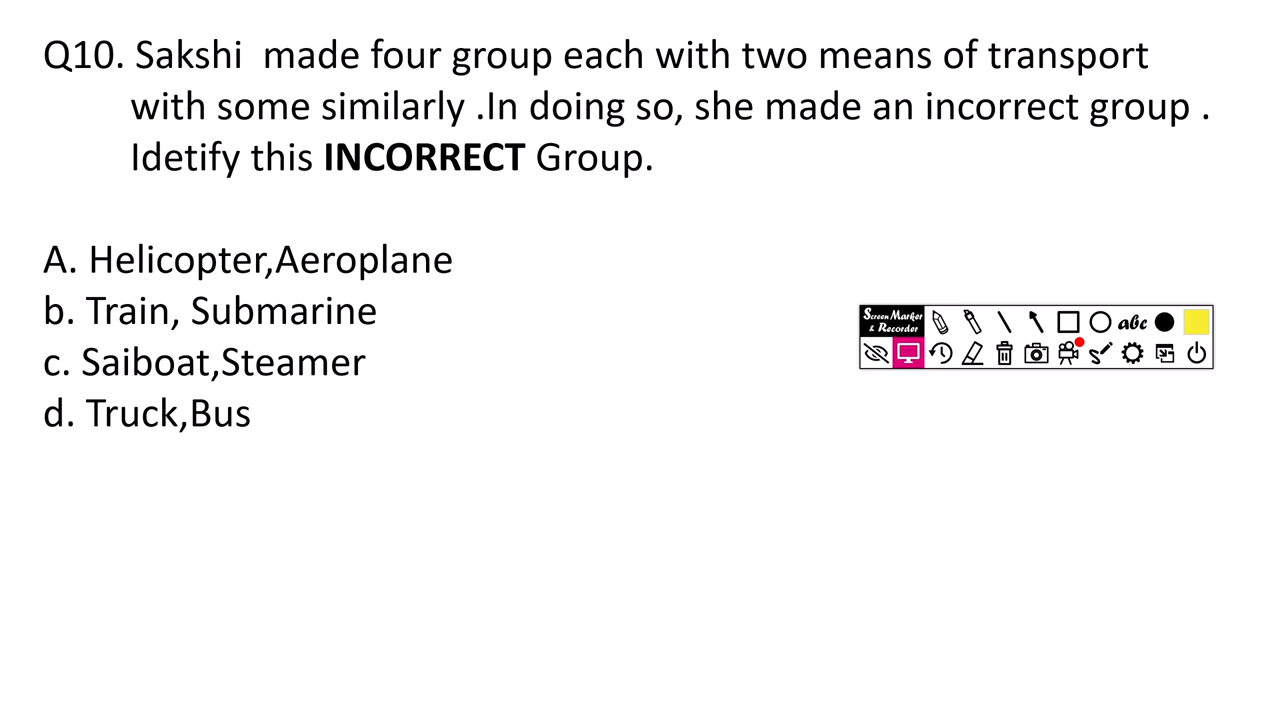 Q10. Sakshi  made four group each with two means of transport
with some similarly .In doing so, she made an incorrect group .
Idetify this INCORRECT Group.
A. Helicopter,Aeroplane
b. Train, Submarine
c. Saiboat,Steamer
d. Truck,Bus
Screen Marker
& Recorder
abc